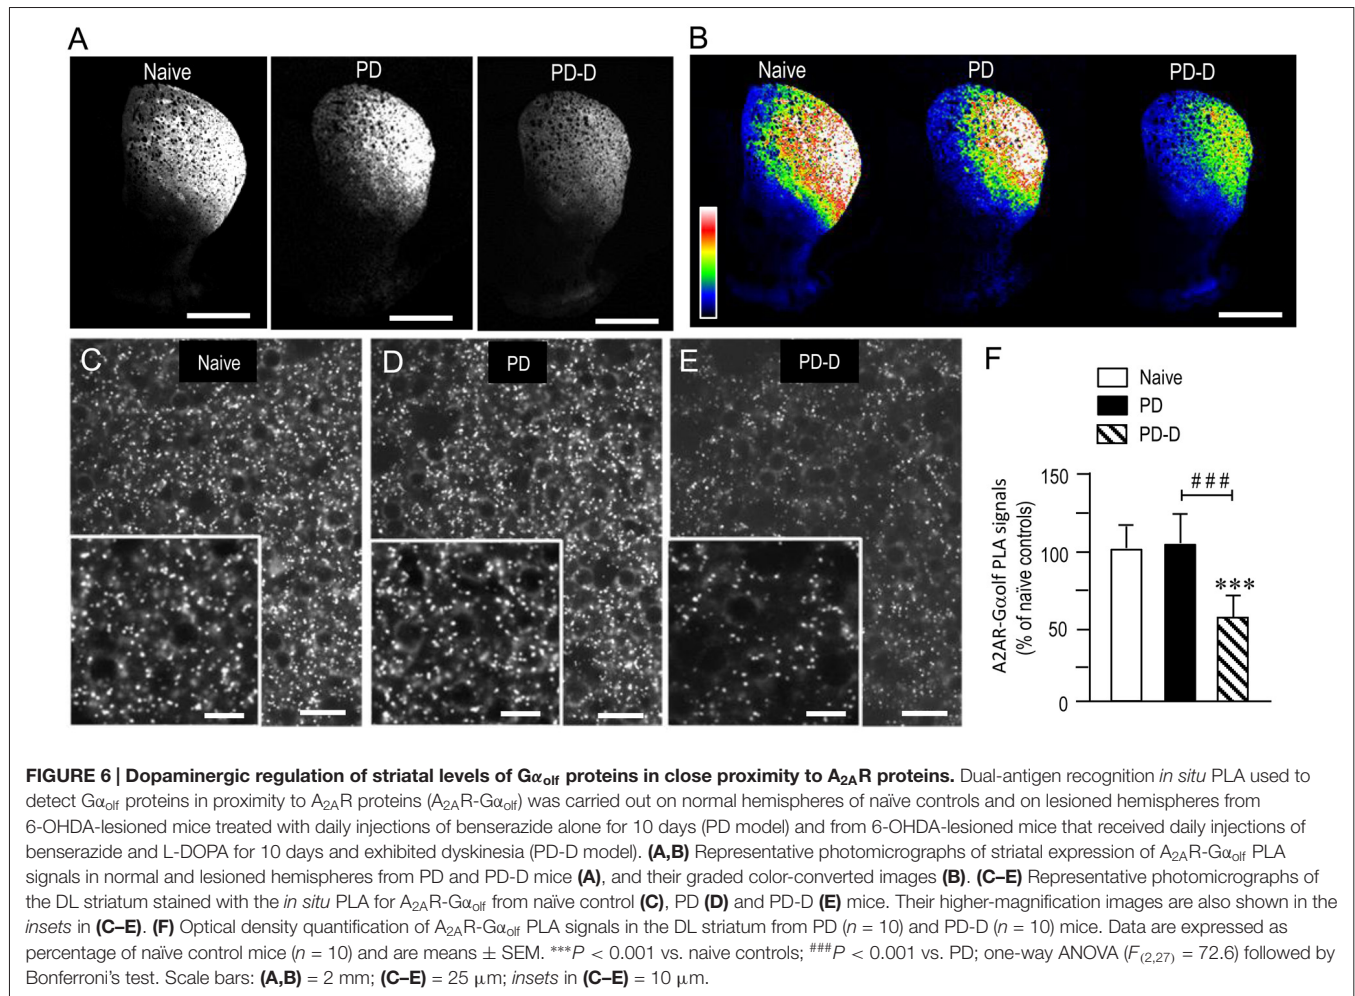 A
Naive
PD
PD-D
B
Naive
PD
PD-D
C
Naive
D
PD
E
PD-D
F
Naive
PD
PD-D
A2AR-Gαolf PLA signals
(% of naïve controls)
150
100
50
0
###
***
FIGURE 6 | Dopaminergic regulation of striatal levels of Gαolf proteins in close proximity to A2AR proteins. Dual-antigen recognition in situ PLA used to
detect Gαolf proteins in proximity to A2AR proteins (A2AR-Gαolf) was carried out on normal hemispheres of naïve controls and on lesioned hemispheres from
6-OHDA-lesioned mice treated with daily injections of benserazide alone for 10 days (PD model) and from 6-OHDA-lesioned mice that received daily injections of
benserazide and L-DOPA for 10 days and exhibited dyskinesia (PD-D model). (A,B) Representative photomicrographs of striatal expression of A2AR-Gαolf PLA
signals in normal and lesioned hemispheres from PD and PD-D mice (A), and their graded color-converted images (B). (C–E) Representative photomicrographs of
the DL striatum stained with the in situ PLA for A2AR-Gαolf from naïve control (C), PD (D) and PD-D (E) mice. Their higher-magnification images are also shown in the
insets in (C–E). (F) Optical density quantification of A2AR-Gαolf PLA signals in the DL striatum from PD (n = 10) and PD-D (n = 10) mice. Data are expressed as
percentage of naïve control mice (n = 10) and are means ± SEM. ***P < 0.001 vs. naive controls; ###P < 0.001 vs. PD; one-way ANOVA (F(2,27) = 72.6) followed by
Bonferroni's test. Scale bars: (A,B) = 2 mm; (C–E) = 25 μm; insets in (C–E) = 10 μm.